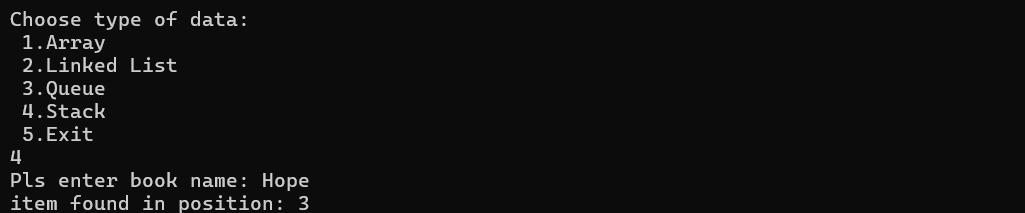 Choose type of data:
 1.Array
 2.Linked List
 3.Queue
 4.Stack
 5.Exit
4
Pls enter book name: Hope
item found in position: 3